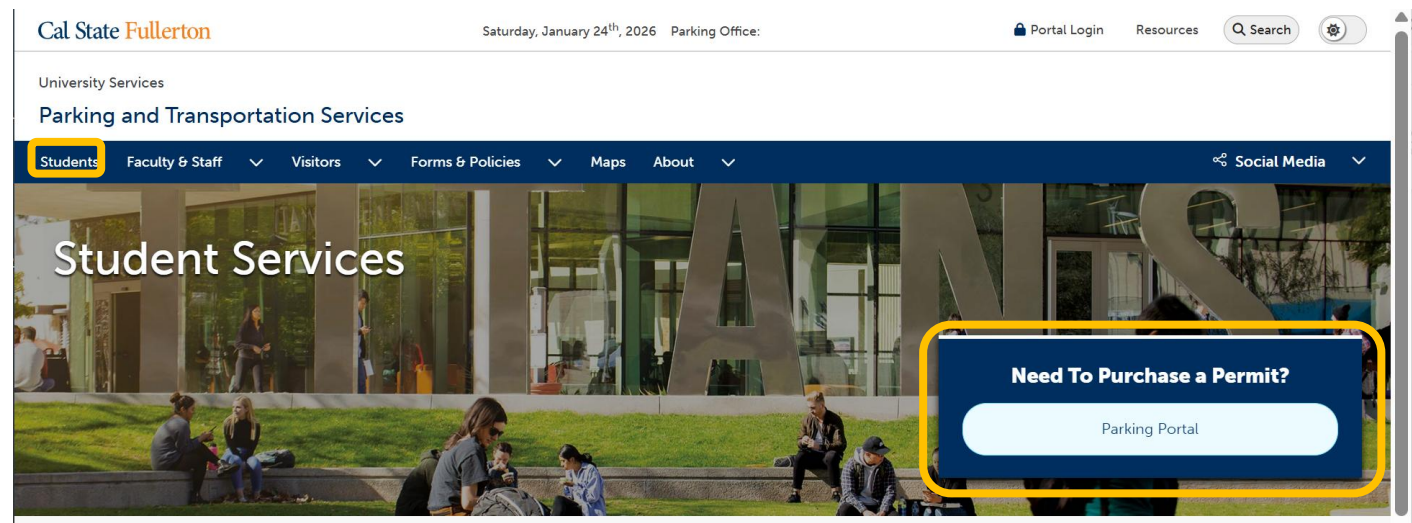 Cal State Fullerton Saturday, January 24th, 2026 Parking Office: Portal Login Resources Search
University Services
Parking and Transportation Services
Students Faculty & Staff Visitors Forms & Policies Maps About Social Media
TITANS
Student Services
Need To Purchase a Permit?
Parking Portal